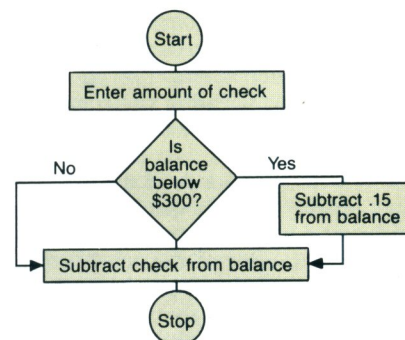 Start
Enter amount of check
Is
balance
below
$300?
No
Yes
Subtract .15
from balance
Subtract check from balance
Stop